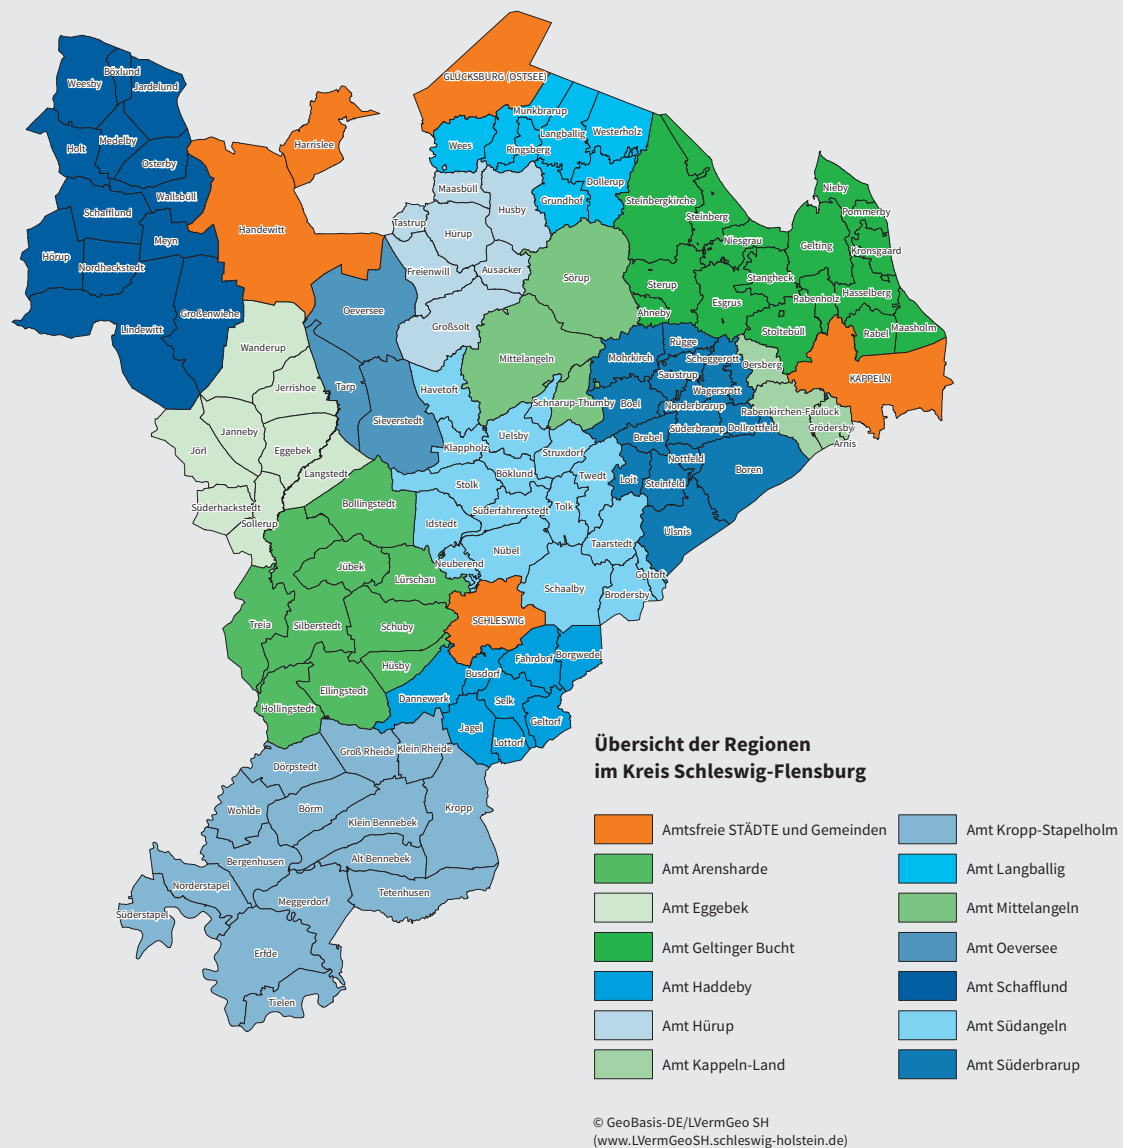 GLÜCKSBURG (OSTSEE)
Böxlund
Weesby
Jardelund
Munkbrarup
Harrislee
Medelby
Holt
Wees
Langballig
Westerholz
Ringsberg
Osterby
Dollerup
Maasbüll
Nieby
Wallsbüll
Grundhof
Steinbergkirche
Husby
Schafflund
Pommerby
Steinberg
Tastrup
Handewitt
Hürup
Meyn
Niesgrau
Gelting
Kronsgaard
Hörup
Nordhackstedt
Freienwill
Ausacker
Sörup
Stangheck
Sterup
Hasselberg
Rabenholz
Esgrus
Oeversee
Ahneby
Großenwiehe
Lindewitt
Großsolt
Stoltebüll
Rabel
Maasholm
Wanderup
Rügge
Mittelangeln
Mohrkirch
Scheggerott
Oersberg
Saustrup
KAPPELN
Jerrishoe
Tarp
Havetoft
Wagersrott
Schnarup-Thumby
Böel
Norderbrarup
Rabenkirchen-Faulück
Sieverstedt
Süderbrarup
Dollrottfeld
Grödersby
Janneby
Uelsby
Brebel
Arnis
Jörl
Eggebek
Klappholz
Struxdorf
Nottfeld
Langstedt
Böklund
Twedt
Loit
Steinfeld
Boren
Stolk
Bollingstedt
Süderhackstedt
Süderfahrenstedt
Tolk
Sollerup
Idstedt
Ulsnis
Taarstedt
Nübel
Jübek
Neuberend
Lürschau
Goltoft
Schaalby
Brodersby
Treia
Silberstedt
Schuby
SCHLESWIG
Hüsby
Fahrdorf
Borgwedel
Busdorf
Ellingstedt
Dannewerk
Selk
Hollingstedt
Geltorf
Jagel
Lottorf
Groß Rheide
Klein Rheide
Dörpstedt
Wohlde
Börm
Kropp
Klein Bennebek
Bergenhusen
Alt Bennebek
Norderstapel
Tetenhusen
Meggerdorf
Süderstapel
Erfde
Tielen
Übersicht der Regionen
im Kreis Schleswig-Flensburg
Amtsfreie STÄDTE und Gemeinden
Amt Arensharde
Amt Eggebek
Amt Geltinger Bucht
Amt Haddeby
Amt Hürup
Amt Kappeln-Land
Amt Kropp-Stapelholm
Amt Langballig
Amt Mittelangeln
Amt Oeversee
Amt Schafflund
Amt Südangeln
Amt Süderbrarup
© GeoBasis-DE/LVermGeo SH
(www.LVermGeoSH.schleswig-holstein.de)